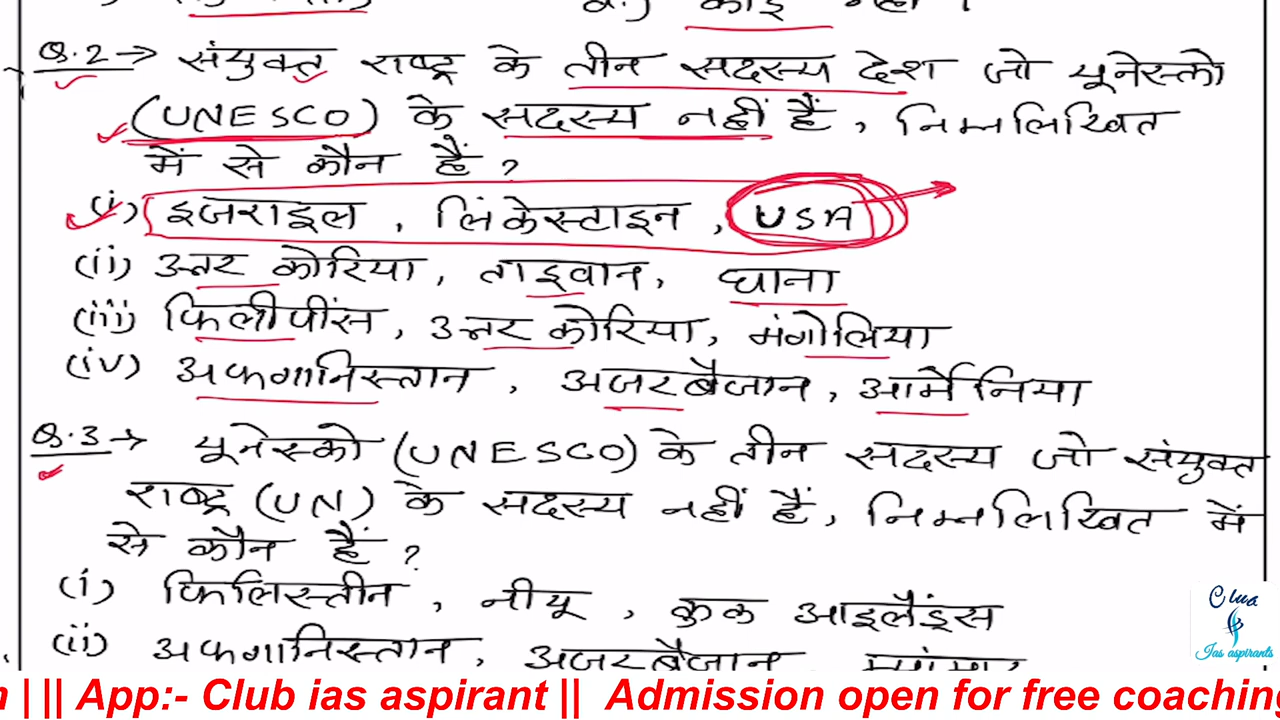 Q.2→ संयुक्त राष्ट्र के तीन सदस्य देश जो यूनेस्को
(UNESCO) के सदस्य नहीं हैं, निम्नलिखित
में से कौन हैं?
(i) इजराइल, लिंकेस्टाइन, USA
(ii) उत्तर कोरिया, ताइवान, घाना
(iii) फिलीपींस, उत्तर कोरिया, मंगोलिया
(iv) अफगानिस्तान, अजरबैजान, आर्मेनिया
Q.3→ यूनेस्को (UNESCO) के तीन सदस्य जो संयुक्त
राष्ट्र (UN) के सदस्य नहीं हैं, निम्नलिखित में
से कौन हैं?
(i) फिलिस्तीन, नीयू, कुक आइलैंड्स
(ii) अफगानिस्तान, अजरबैजान
Club
Ias aspirants
|| App:- Club ias aspirant || Admission open for free coaching